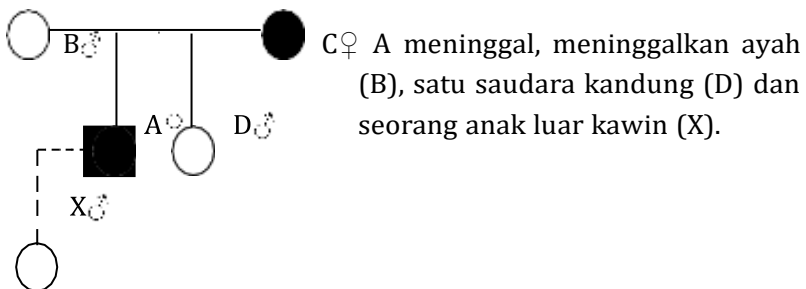 B♂
C♀ A meninggal, meninggalkan ayah
(B), satu saudara kandung (D) dan
seorang anak luar kawin (X).
A♀
D♂
X♂